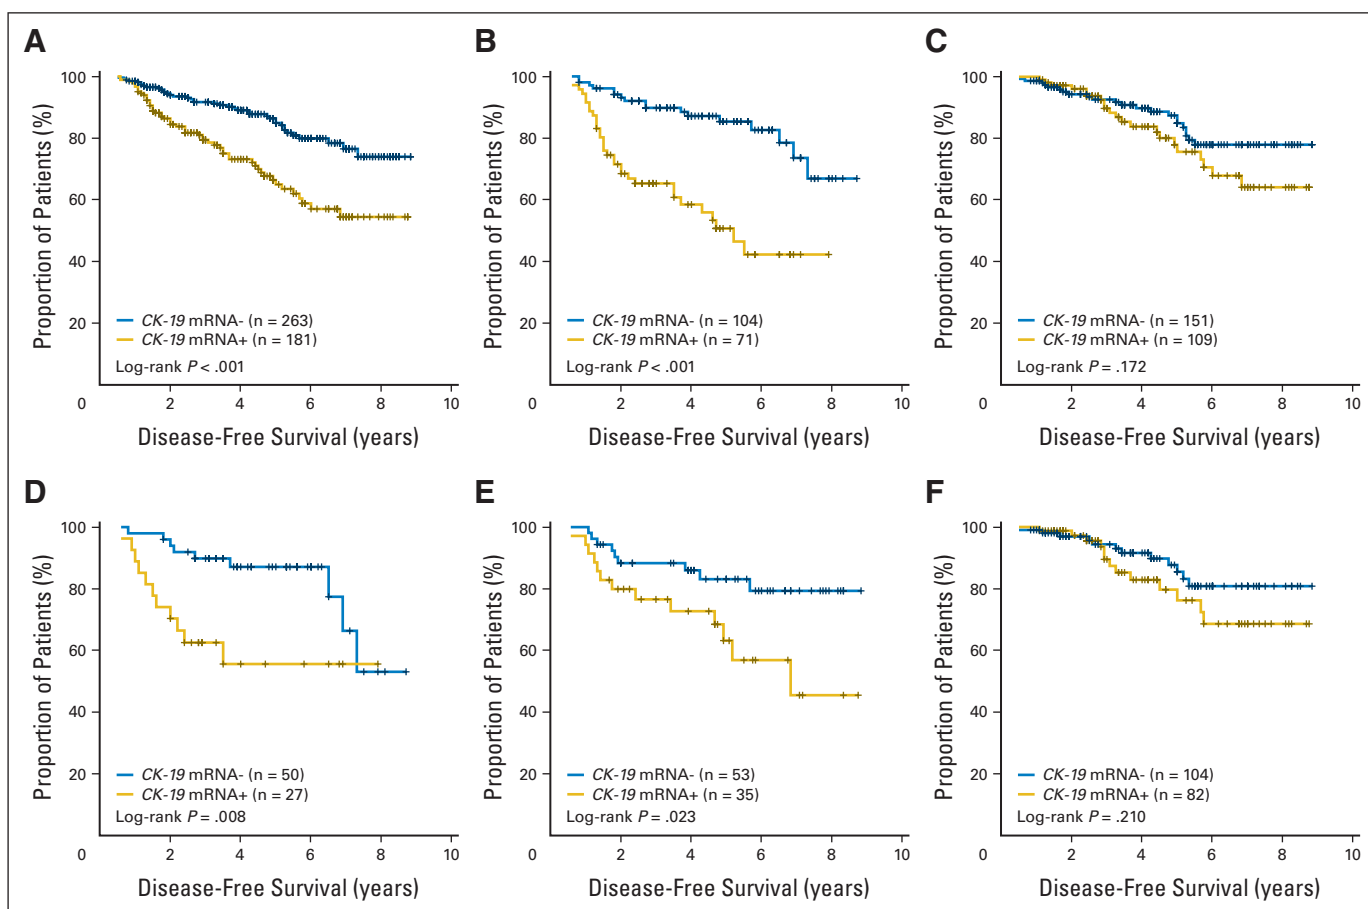 A
Proportion of Patients (%)
100
80
60
40
20
0
CK-19 mRNA- (n = 263)
CK-19 mRNA+ (n = 181)
Log-rank P < .001
2 4 6 8 10
Disease-Free Survival (years)
B
Proportion of Patients (%)
100
80
60
40
20
0
CK-19 mRNA- (n = 104)
CK-19 mRNA+ (n = 71)
Log-rank P < .001
2 4 6 8 10
Disease-Free Survival (years)
C
Proportion of Patients (%)
100
80
60
40
20
0
CK-19 mRNA- (n = 151)
CK-19 mRNA+ (n = 109)
Log-rank P = .172
2 4 6 8 10
Disease-Free Survival (years)
D
Proportion of Patients (%)
100
80
60
40
20
0
CK-19 mRNA- (n = 50)
CK-19 mRNA+ (n = 27)
Log-rank P = .008
2 4 6 8 10
Disease-Free Survival (years)
E
Proportion of Patients (%)
100
80
60
40
20
0
CK-19 mRNA- (n = 53)
CK-19 mRNA+ (n = 35)
Log-rank P = .023
2 4 6 8 10
Disease-Free Survival (years)
F
Proportion of Patients (%)
100
80
60
40
20
0
CK-19 mRNA- (n = 104)
CK-19 mRNA+ (n = 82)
Log-rank P = .210
2 4 6 8 10
Disease-Free Survival (years)